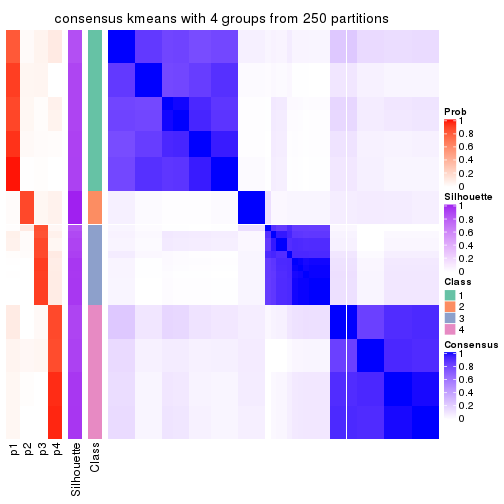 consensus kmeans with 4 groups from 250 partitions
Prob
1
0.8
0.6
0.4
0.2
0
Silhouette
1
0.8
0.6
0.4
0.2
0
Class
1
2
3
4
Consensus
1
0.8
0.6
0.4
0.2
0
p1
p2
p3
p4
Silhouette
Class